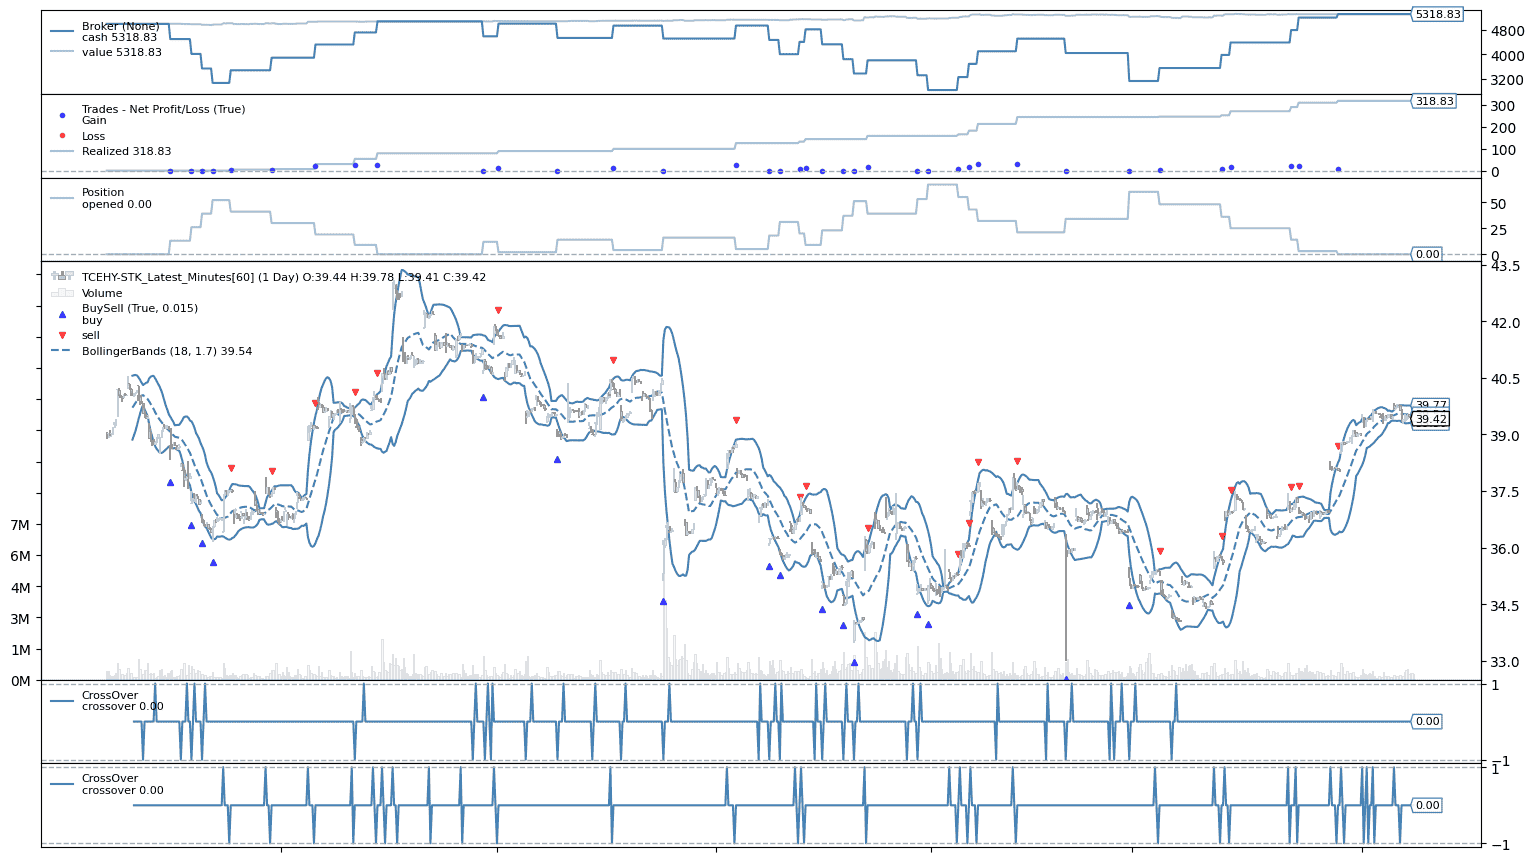 Broker (None)
cash 5318.83
value 5318.83
5318.83
4800
4000
3200
Trades - Net Profit/Loss (True)
Gain
Loss
Realized 318.83
318.83
300
200
100
0
Position
opened 0.00
50
25
0
0.00
TCEHY-STK_Latest_Minutes[60] (1 Day) O:39.44 H:39.78 L:39.41 C:39.42
Volume
BuySell (True, 0.015)
buy
sell
BollingerBands (18, 1.7) 39.54
43.5
42.0
40.5
39.77
39.42
39.0
37.5
36.0
34.5
33.0
7M
6M
4M
3M
1M
0M
CrossOver
crossover 0.00
1
0.00
−1
CrossOver
crossover 0.00
1
0.00
−1